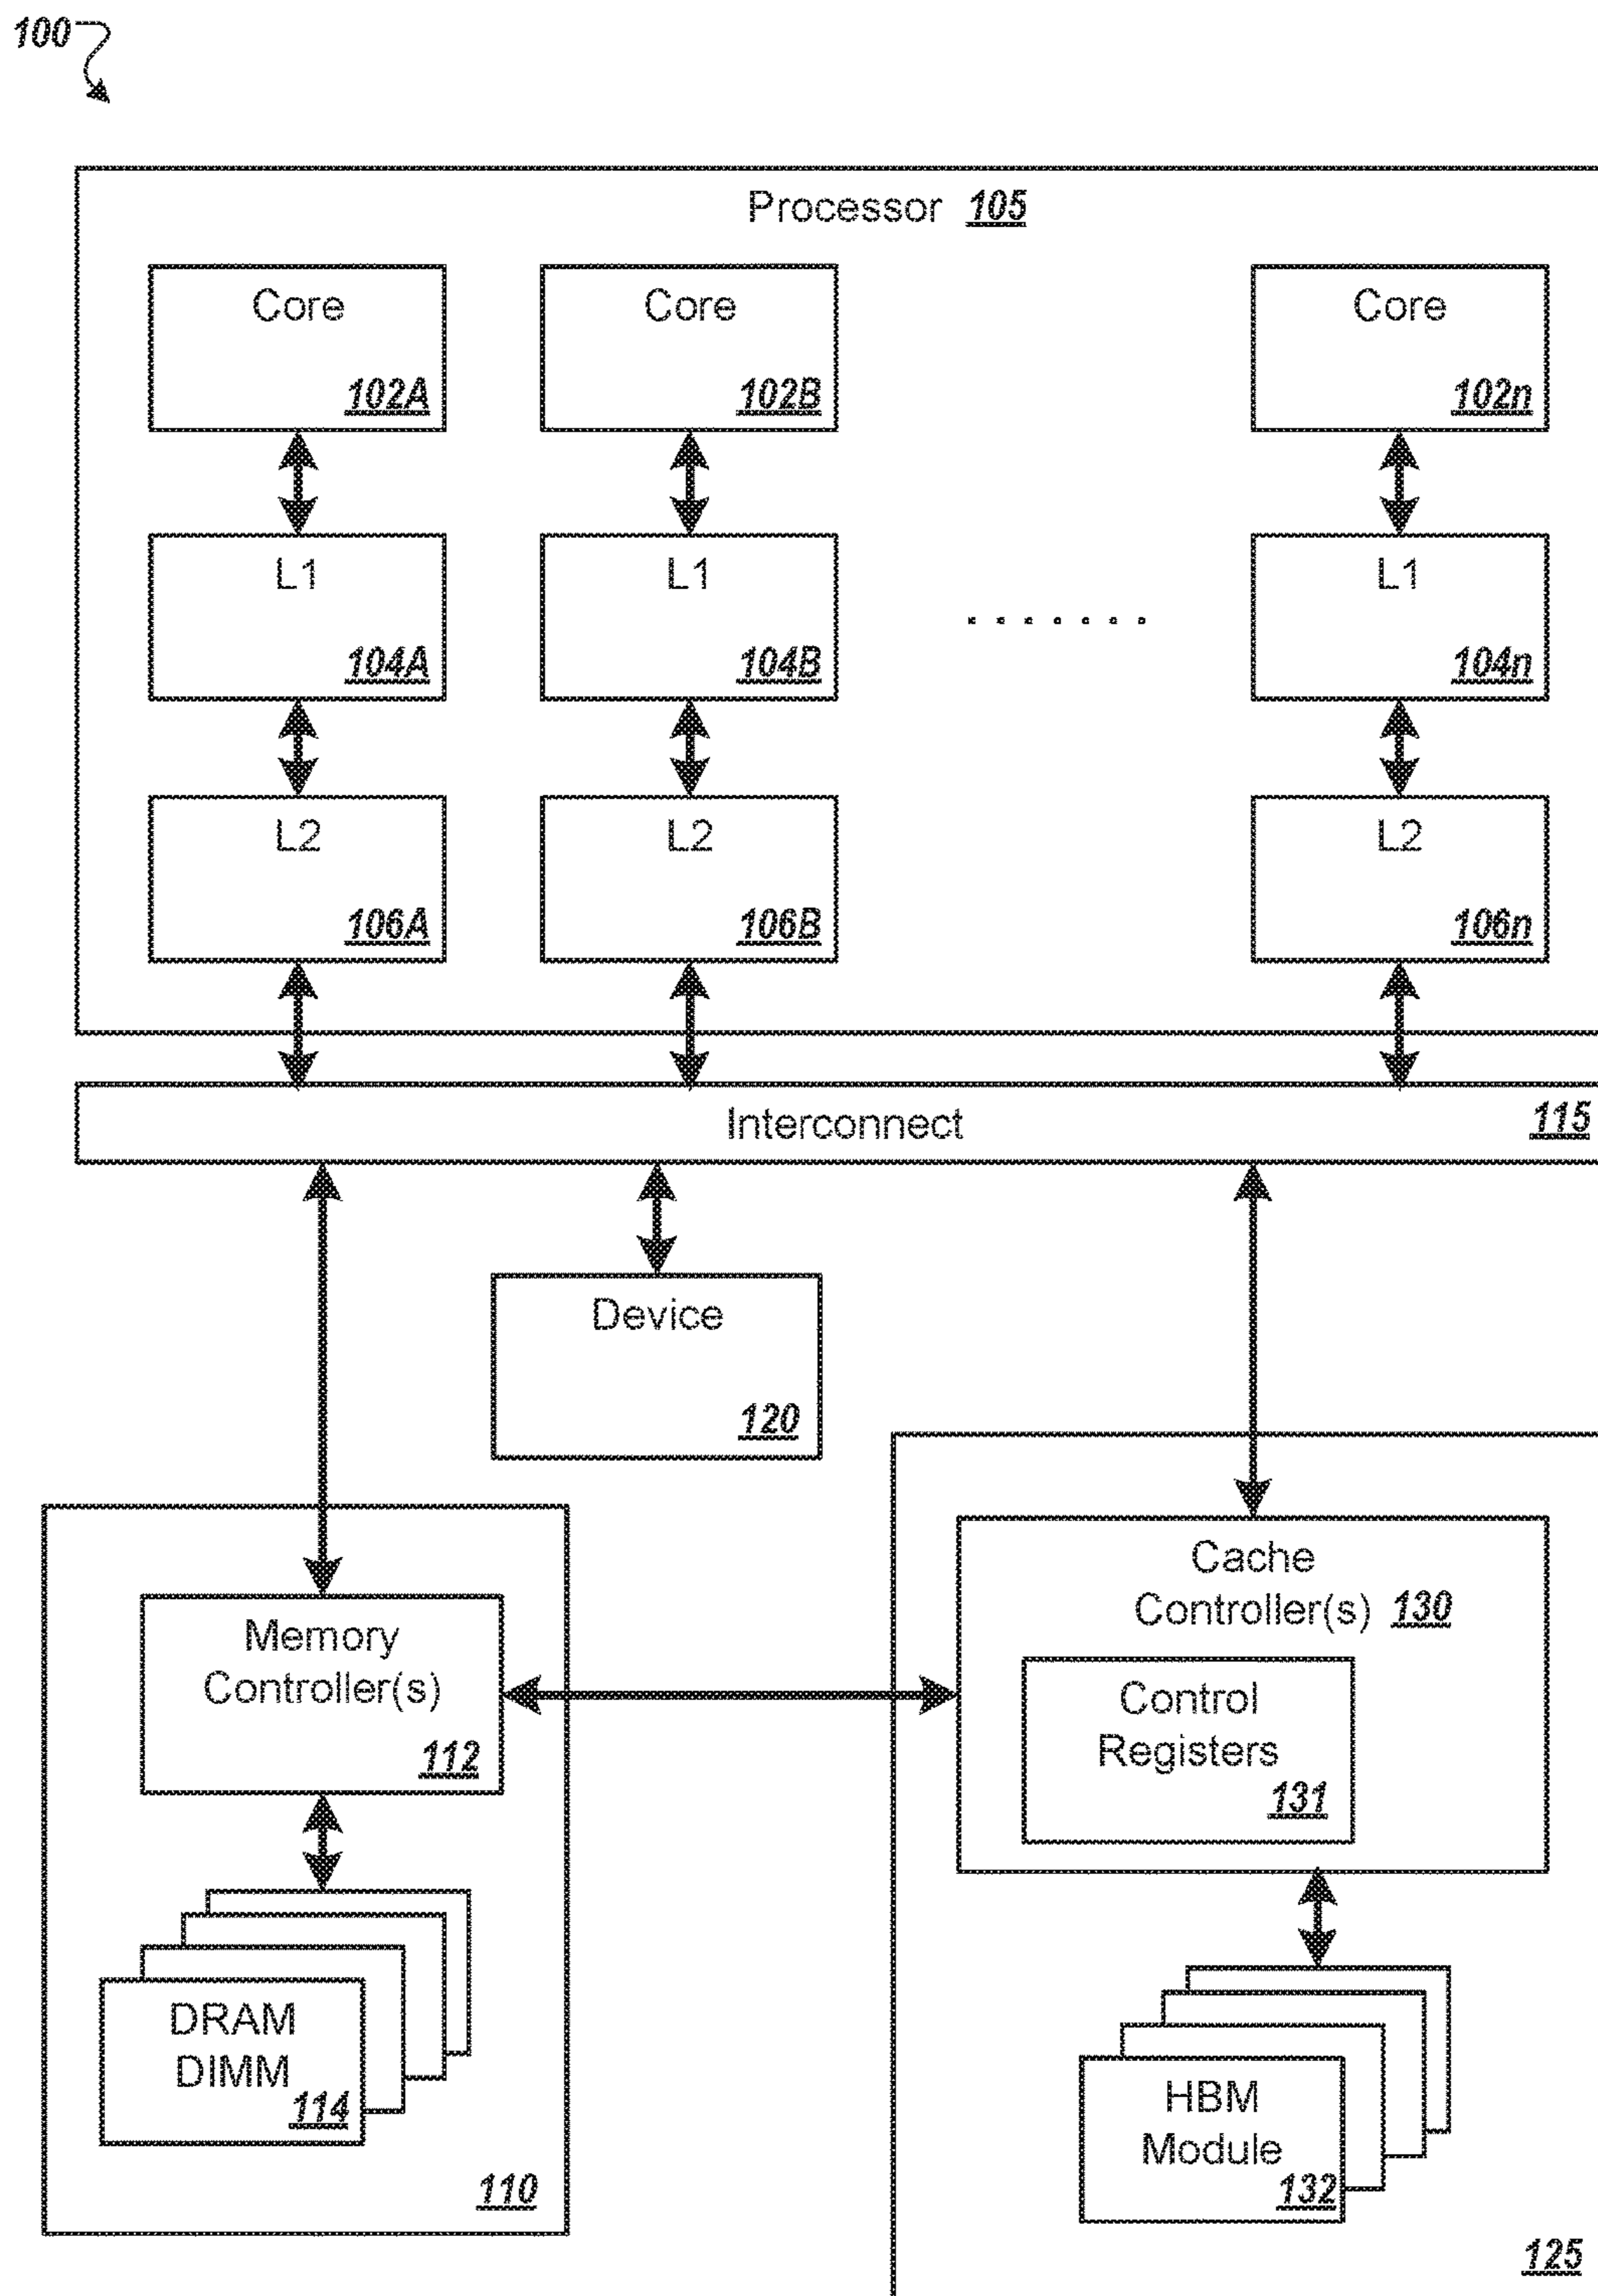 100
Processor 105
Core
102A
Core
102B
Core
102n
L1
104A
L1
104B
.......
L1
104n
L2
106A
L2
106B
L2
106n
Interconnect
115
Device
120
Memory
Controller(s)
112
Cache
Controller(s) 130
Control
Registers
131
DRAM
DIMM
114
110
HBM
Module
132
125